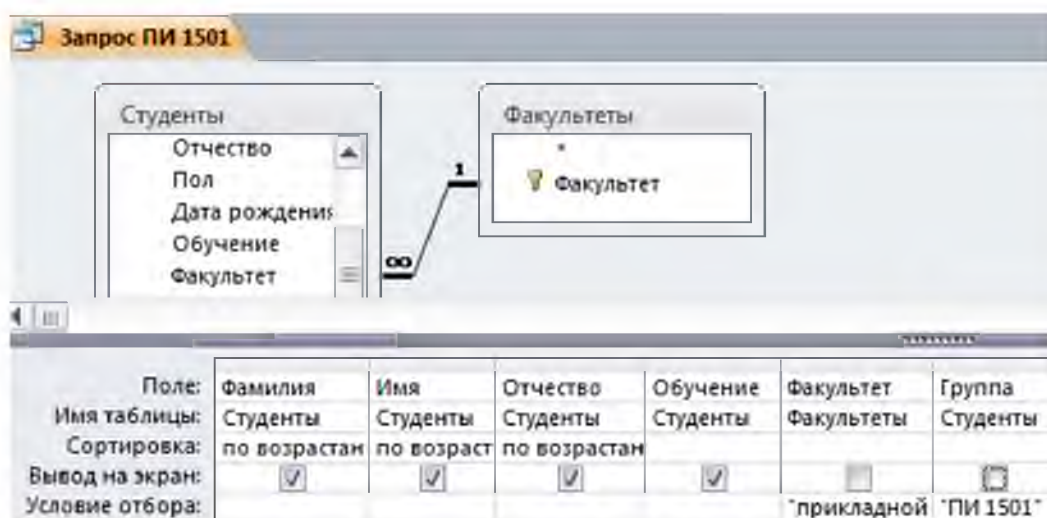 Запрос ПИ 1501
Студенты
Отчество
Пол
Дата рождения
Обучение
Факультет
1
∞
Факультеты
*
Факультет
Поле: Фамилия Имя Отчество Обучение Факультет Группа
Имя таблицы: Студенты Студенты Студенты Студенты Факультеты Студенты
Сортировка: по возрастан по возраст по возрастан
Вывод на экран:
Условие отбора: "прикладной "ПИ 1501"